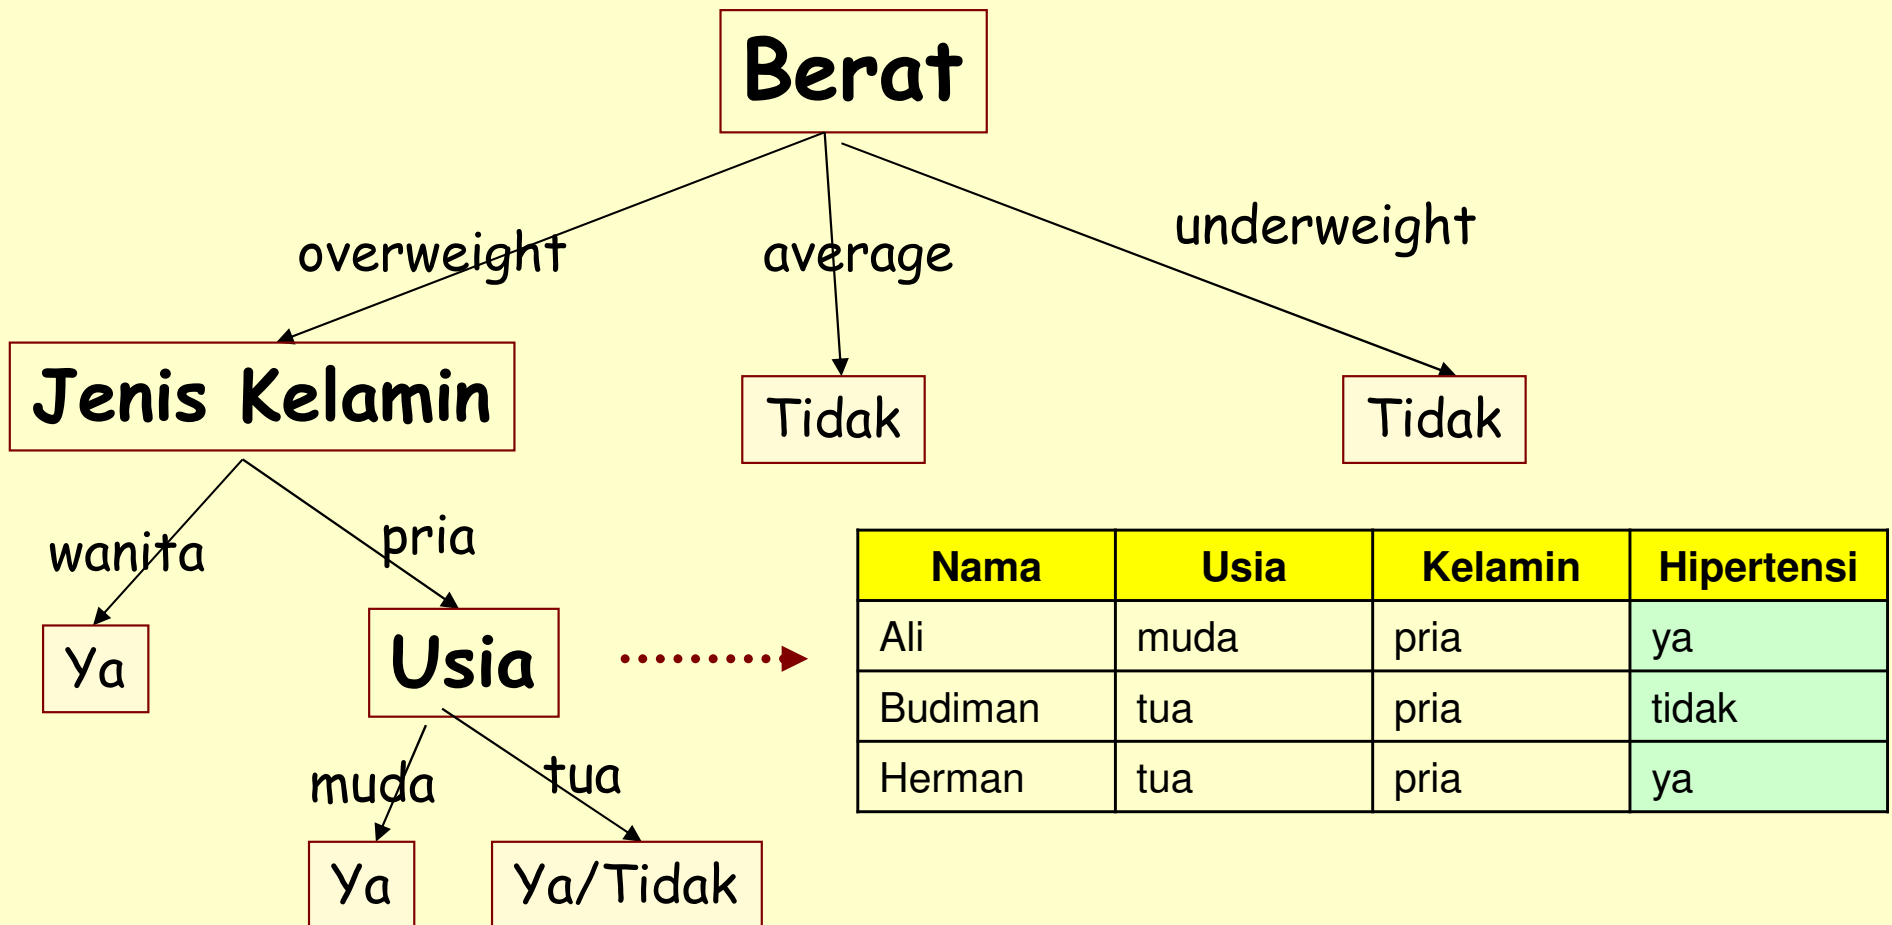 Berat
overweight
average
underweight
Jenis Kelamin
Tidak
Tidak
wanita
pria
Ya
Usia
muda
tua
Ya
Ya/Tidak
Nama Usia Kelamin Hipertensi
Ali muda pria ya
Budiman tua pria tidak
Herman tua pria ya